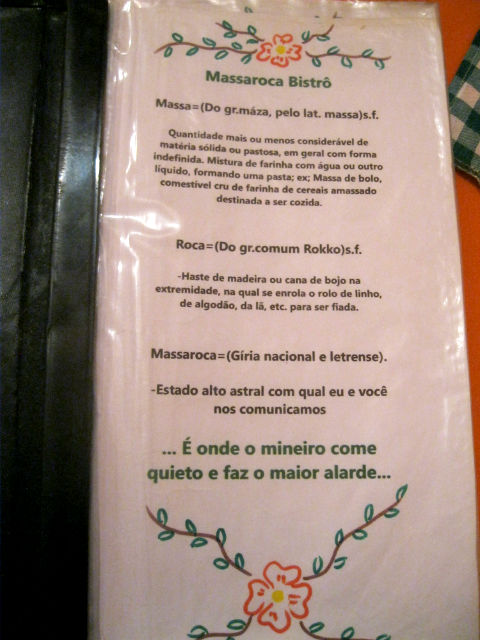 Massaroca Bistrô
Massa=(Do gr.máza, pelo lat. massa)s.f.
Quantidade mais ou menos considerável de
matéria sólida ou pastosa, em geral com forma
indefinida. Mistura de farinha com água ou outro
líquido, formando uma pasta; ex; Massa de bolo,
comestível cru de farinha de cereais amassado
destinada a ser cozida.
Roca=(Do gr.comum Rokko)s.f.
-Haste de madeira ou cana de bojo na
extremidade, na qual se enrola o rolo de linho,
de algodão, da lã, etc. para ser fiada.
Massaroca=(Gíria nacional e letrense).
-Estado alto astral com qual eu e você
nos comunicamos
... É onde o mineiro come
quieto e faz o maior alarde...